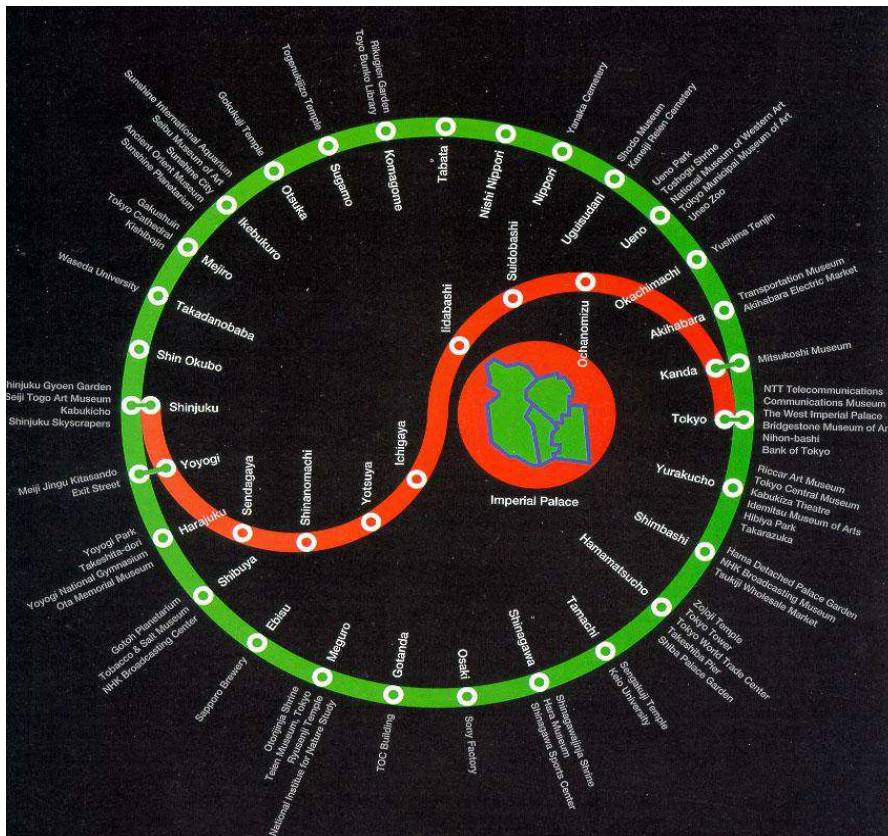 Rikugien Garden
Toyo Bunko Library
Togenukijizo Temple
Gokukuji Temple
Sunshine International Aquarium
Seibu Museum of Art
Sunshine City
Ancient Orient Museum
Sunshine Planetarium
Gakushuin
Tokyo Cathedral
Kishibojin
Waseda University
Shinjuku Gyoen Garden
Seiji Togo Art Museum
Kabukicho
Shinjuku Skyscrapers
Meiji Jingu Kitasando
Exit Street
Yoyogi Park
Takeshita-dori
Yoyogi National Gymnasium
Ota Memorial Museum
Gotoh Planetarium
Tobacco & Salt Museum
NHK Broadcasting Center
Sapporo Brewery
Otorijinja Shrine
Teien Museum, Tokyo
Ryusenji Temple
National Institue for Nature Study
TOC Building
Sony Factory
Shinagawajinja Shrine
Hara Museum
Shinagawa Sports Center
Sengakuji Temple
Keio University
Zojoji Temple
Tokyo Tower
Tokyo World Trade Center
Takeshiba Pier
Shiba Palace Garden
Hama Detached Palace Garden
NHK Broadcasting Museum
Tsukiji Wholesale Market
Riccar Art Museum
Tokyo Central Museum
Kabukiza Theatre
Idemitsu Museum of Arts
Hibiya Park
Takarazuka
NTT Telecommunications
Communications Museum
The West Imperial Palace
Bridgestone Museum of Art
Nihon-bashi
Bank of Tokyo
Mitsukoshi Museum
Transportation Museum
Akihabara Electric Market
Yushima Tenjin
Ueno Park
Toshogu Shrine
National Museum of Western Art
Tokyo Municipal Museum of Art
Uneo Zoo
Shodo Museum
Kaneiji Reien Cemetery
Yanaka Cemetery
Tabata
Nishi Nippori
Nippori
Uguisudani
Ueno
Okachimachi
Akihabara
Kanda
Tokyo
Yurakucho
Shimbashi
Hamamatsucho
Tamachi
Shinagawa
Osaki
Gotanda
Meguro
Ebisu
Shibuya
Harajuku
Yoyogi
Shinjuku
Shin Okubo
Takadanobaba
Mejiro
Ikebukuro
Otsuka
Sugamo
Komagome
Sendagaya
Shinanomachi
Yotsuya
Ichigaya
Iidabashi
Suidobashi
Ochanomizu
Imperial Palace